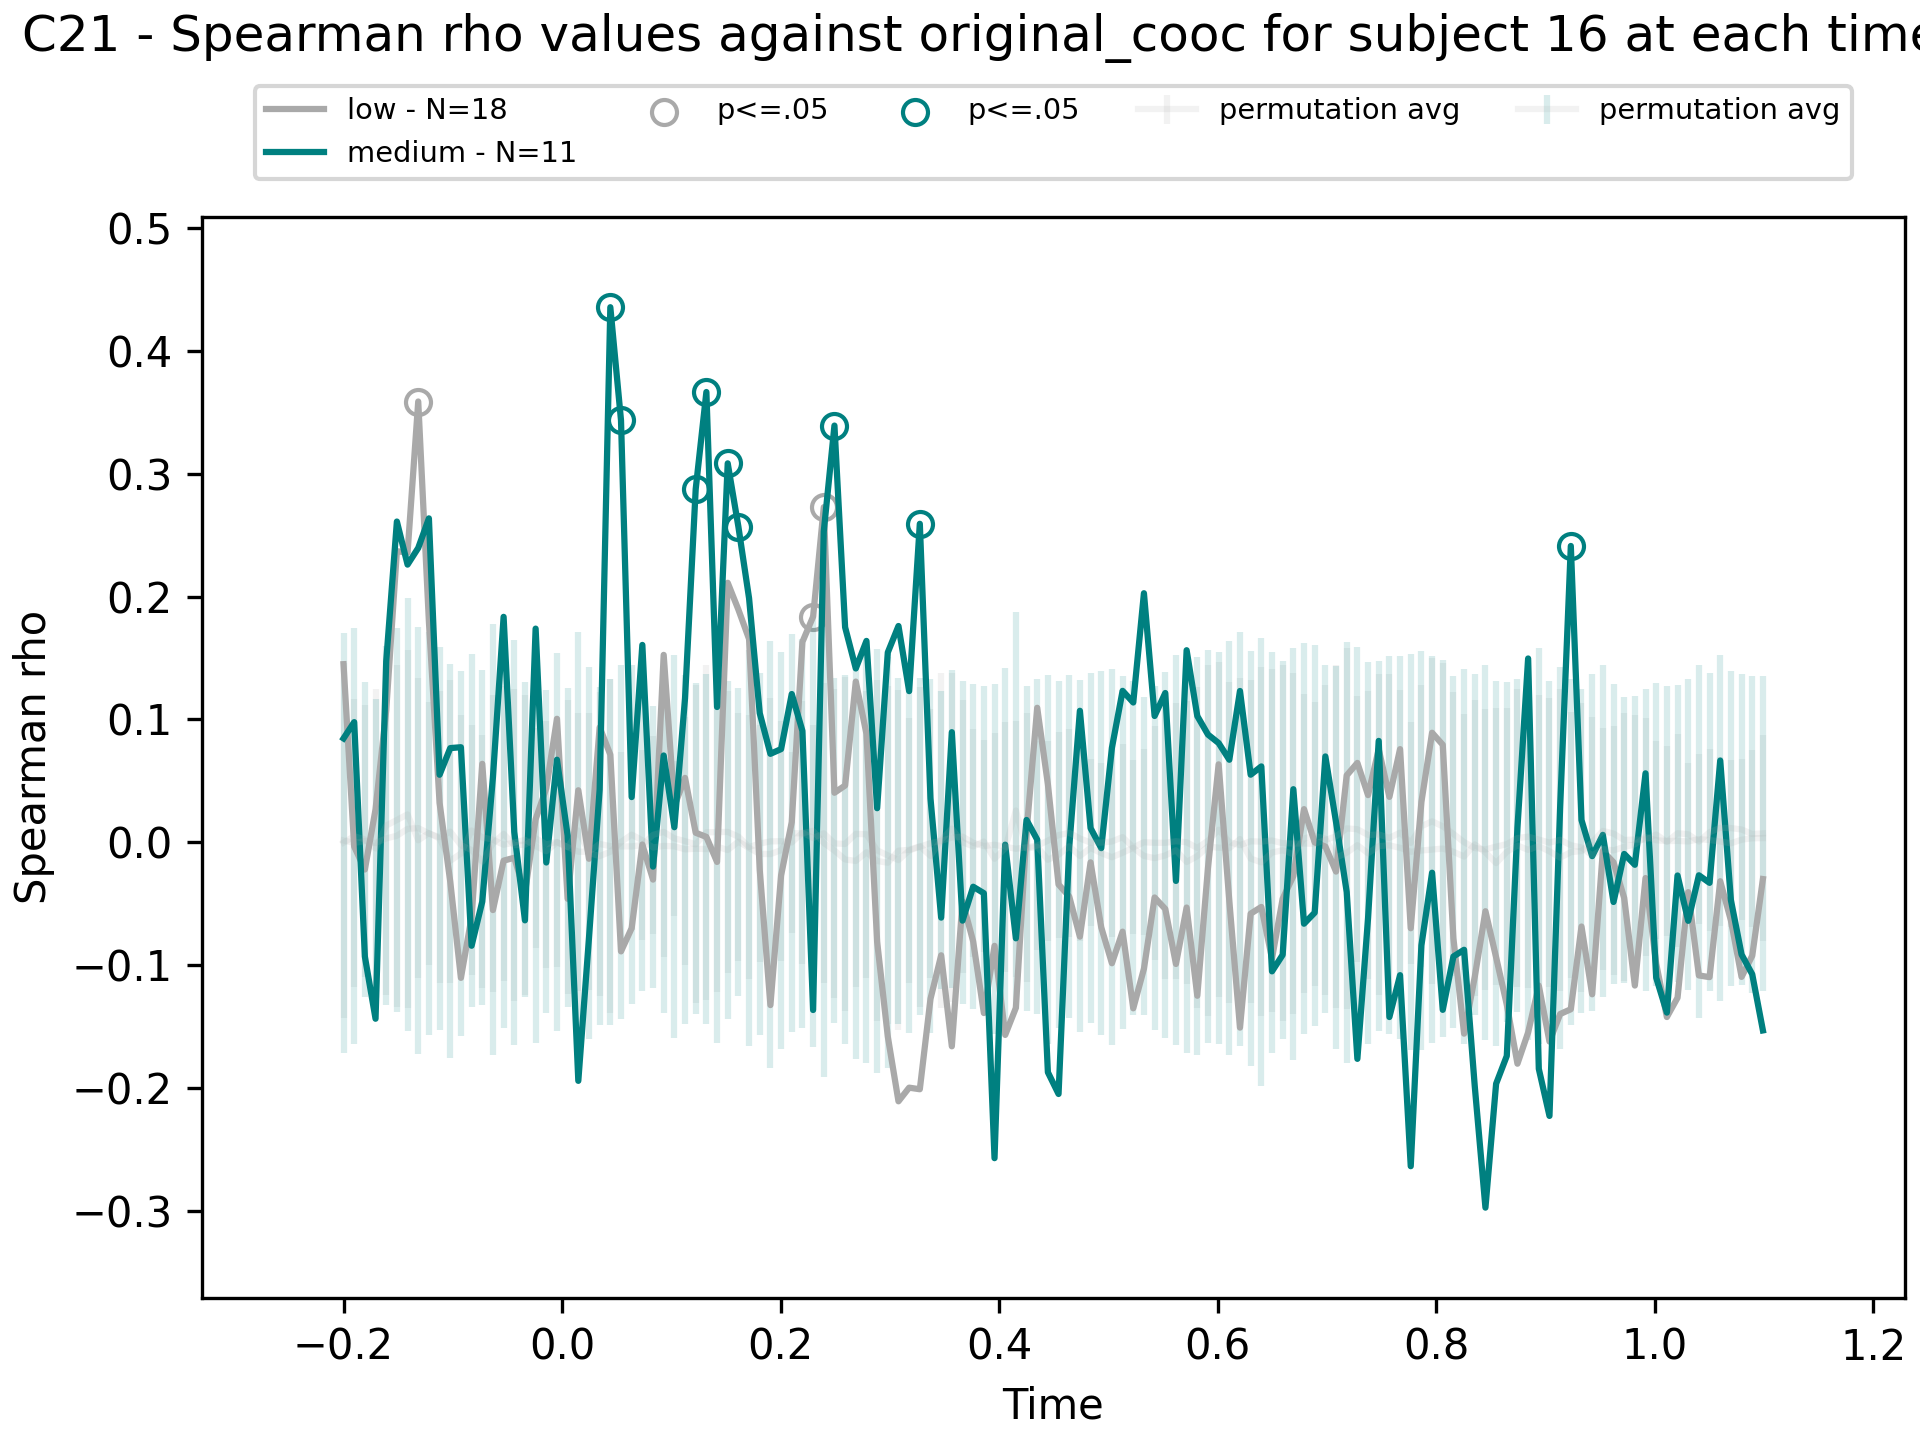 C21 - Spearman rho values against original_cooc for subject 16 at each time
low - N=18
medium - N=11
p<=.05
p<=.05
permutation avg
permutation avg
0.5
0.4
0.3
0.2
0.1
0.0
−0.1
−0.2
−0.3
Spearman rho
−0.2 0.0 0.2 0.4 0.6 0.8 1.0 1.2
Time